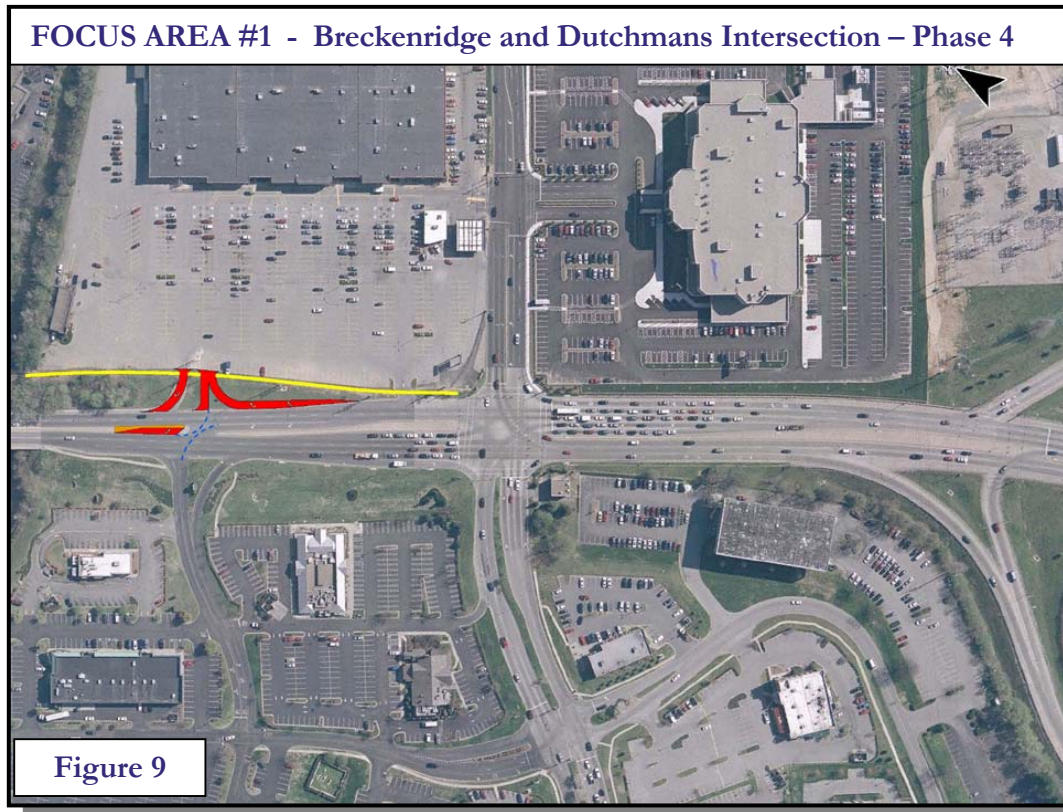 FOCUS AREA #1 - Breckenridge and Dutchmans Intersection – Phase 4
Figure 9